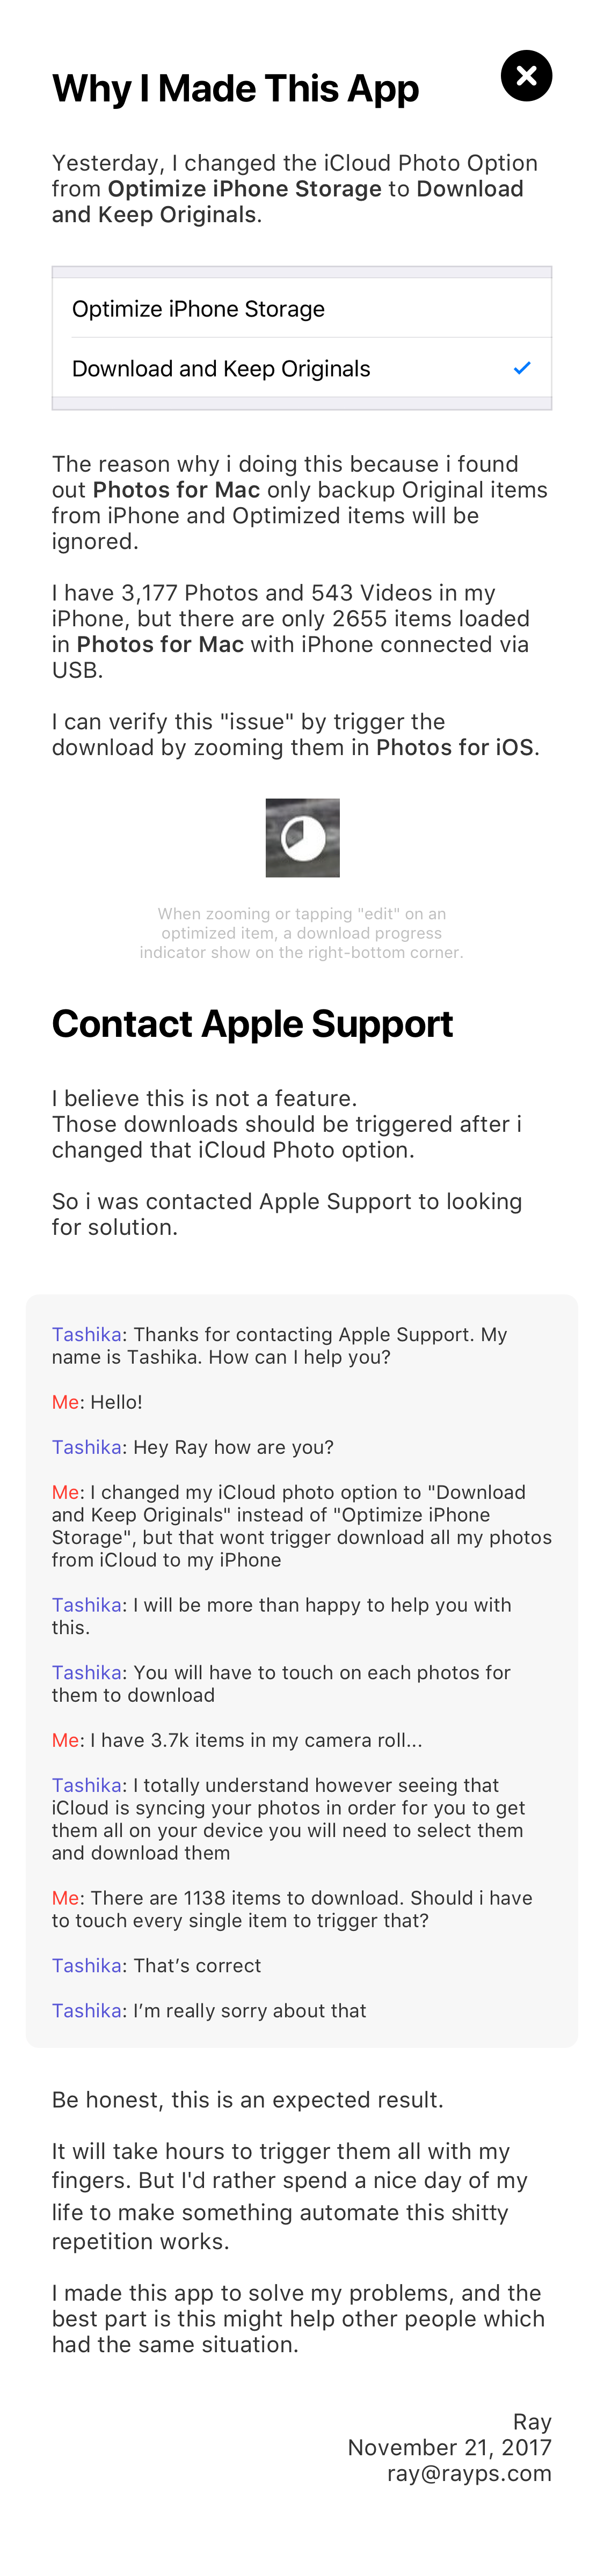 Why I Made This App
Yesterday, I changed the iCloud Photo Option
from Optimize iPhone Storage to Download
and Keep Originals.
Optimize iPhone Storage
Download and Keep Originals
The reason why i doing this because i found
out Photos for Mac only backup Original items
from iPhone and Optimized items will be
ignored.
I have 3,177 Photos and 543 Videos in my
iPhone, but there are only 2655 items loaded
in Photos for Mac with iPhone connected via
USB.
I can verify this "issue" by trigger the
download by zooming them in Photos for iOS.
When zooming or tapping "edit" on an
optimized item, a download progress
indicator show on the right-bottom corner.
Contact Apple Support
I believe this is not a feature.
Those downloads should be triggered after i
changed that iCloud Photo option.
So i was contacted Apple Support to looking
for solution.
Tashika: Thanks for contacting Apple Support. My
name is Tashika. How can I help you?
Me: Hello!
Tashika: Hey Ray how are you?
Me: I changed my iCloud photo option to "Download
and Keep Originals" instead of "Optimize iPhone
Storage", but that wont trigger download all my photos
from iCloud to my iPhone
Tashika: I will be more than happy to help you with
this.
Tashika: You will have to touch on each photos for
them to download
Me: I have 3.7k items in my camera roll...
Tashika: I totally understand however seeing that
iCloud is syncing your photos in order for you to get
them all on your device you will need to select them
and download them
Me: There are 1138 items to download. Should i have
to touch every single item to trigger that?
Tashika: That’s correct
Tashika: I’m really sorry about that
Be honest, this is an expected result.
It will take hours to trigger them all with my
fingers. But I'd rather spend a nice day of my
life to make something automate this shitty
repetition works.
I made this app to solve my problems, and the
best part is this might help other people which
had the same situation.
Ray
November 21, 2017
ray@rayps.com